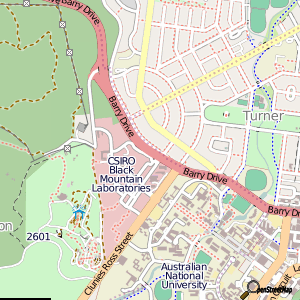 Barry Drive
Barry Drive
Turner
CSIRO
Black
Mountain
Laboratories
Barry Drive
Barry D
2601
Clunies Ross Street
Australian
National
University
OpenStreetMap